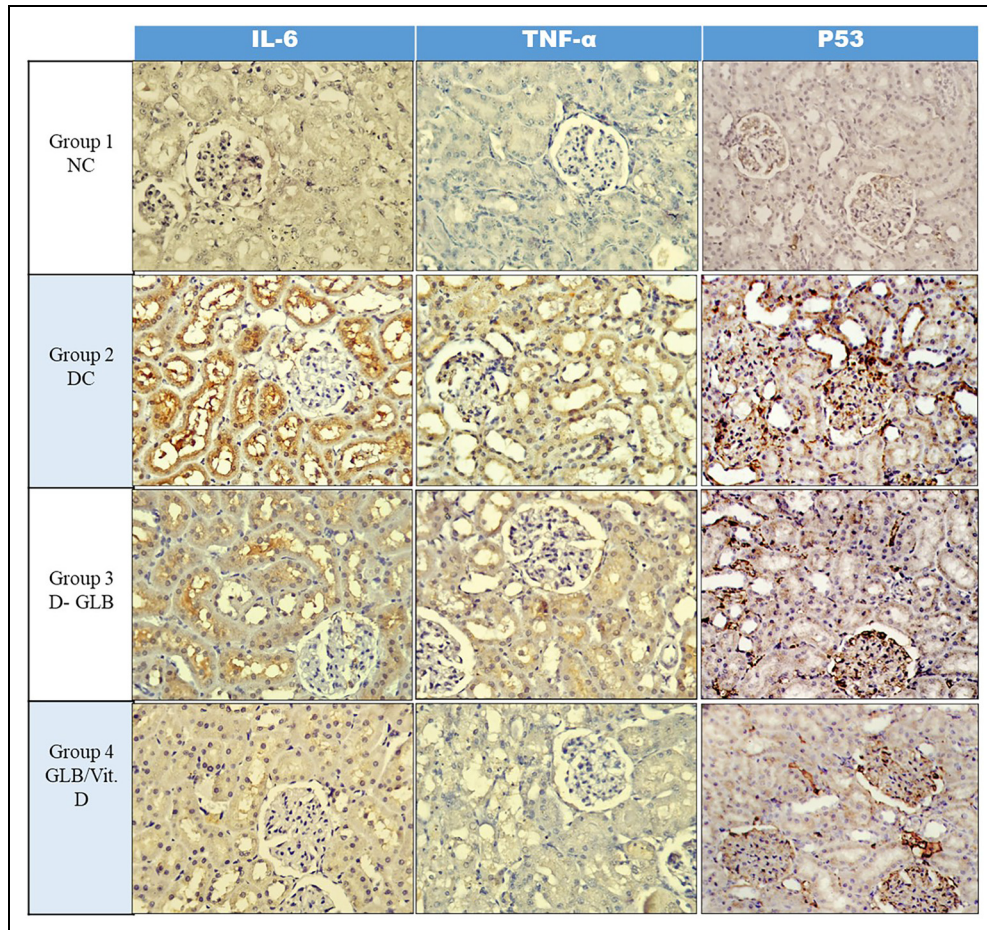 IL-6
TNF-α
P53
Group 1
NC
Group 2
DC
Group 3
D- GLB
Group 4
GLB/Vit.
D